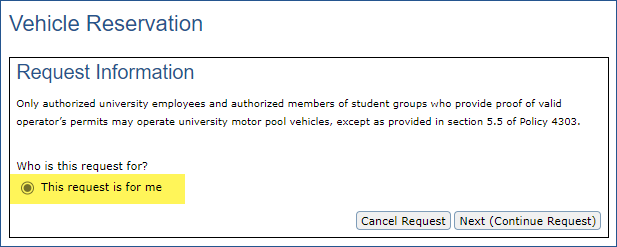 Vehicle Reservation
Request Information
Only authorized university employees and authorized members of student groups who provide proof of valid
operator's permits may operate university motor pool vehicles, except as provided in section 5.5 of Policy 4303.
Who is this request for?
This request is for me
Cancel Request Next (Continue Request)